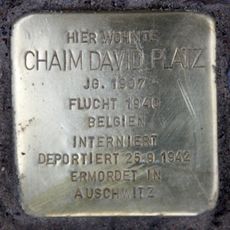 HIER WOHNTE
CHAIM DAVID PLATZ
JG. 1907
FLUCHT 1940
BELGIEN
INTERNIERT
DEPORTIERT 26.9.1942
ERMORDET IN
AUSCHWITZ